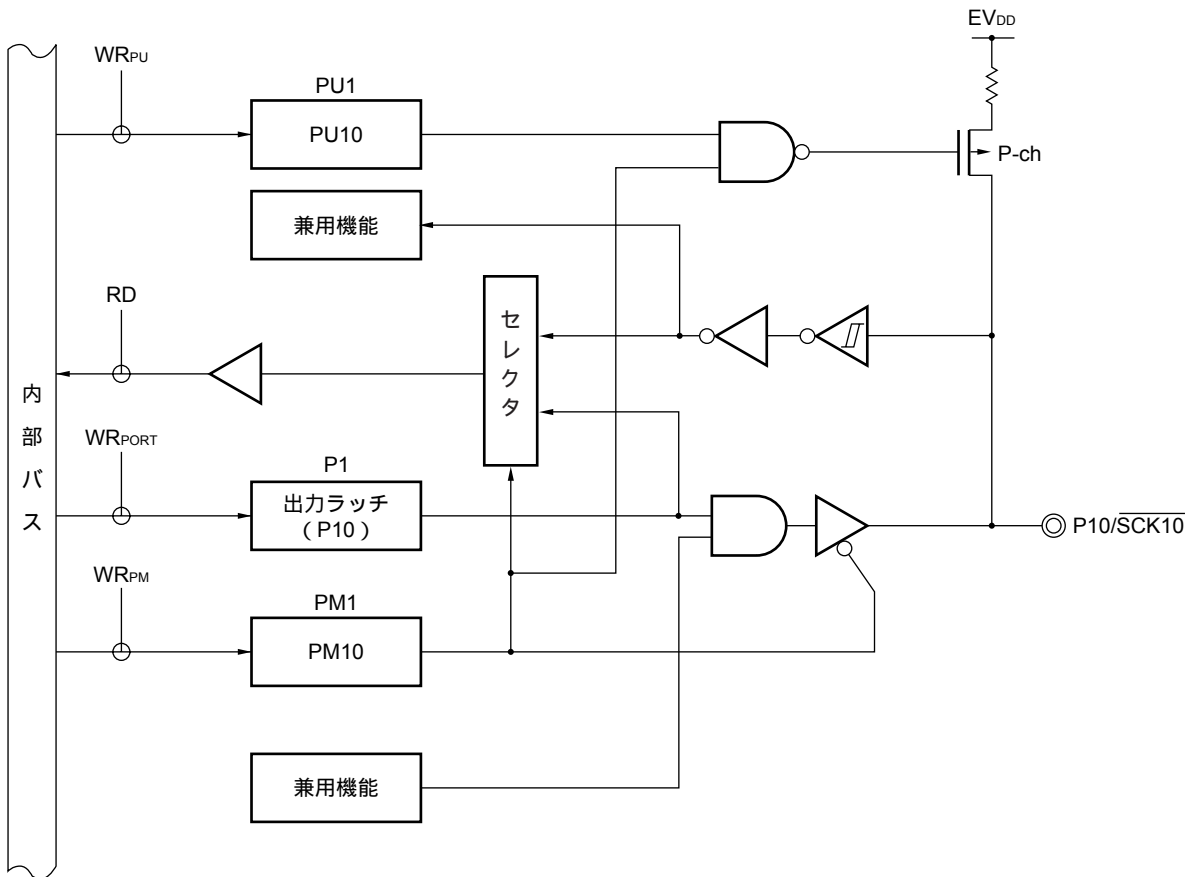 EVDD
WRPU
PU1
PU10
P-ch
兼用機能
RD
セレクタ
内部バス
WRPORT
P1
出力ラッチ
（P10）
P10/SCK10
WRPM
PM1
PM10
兼用機能